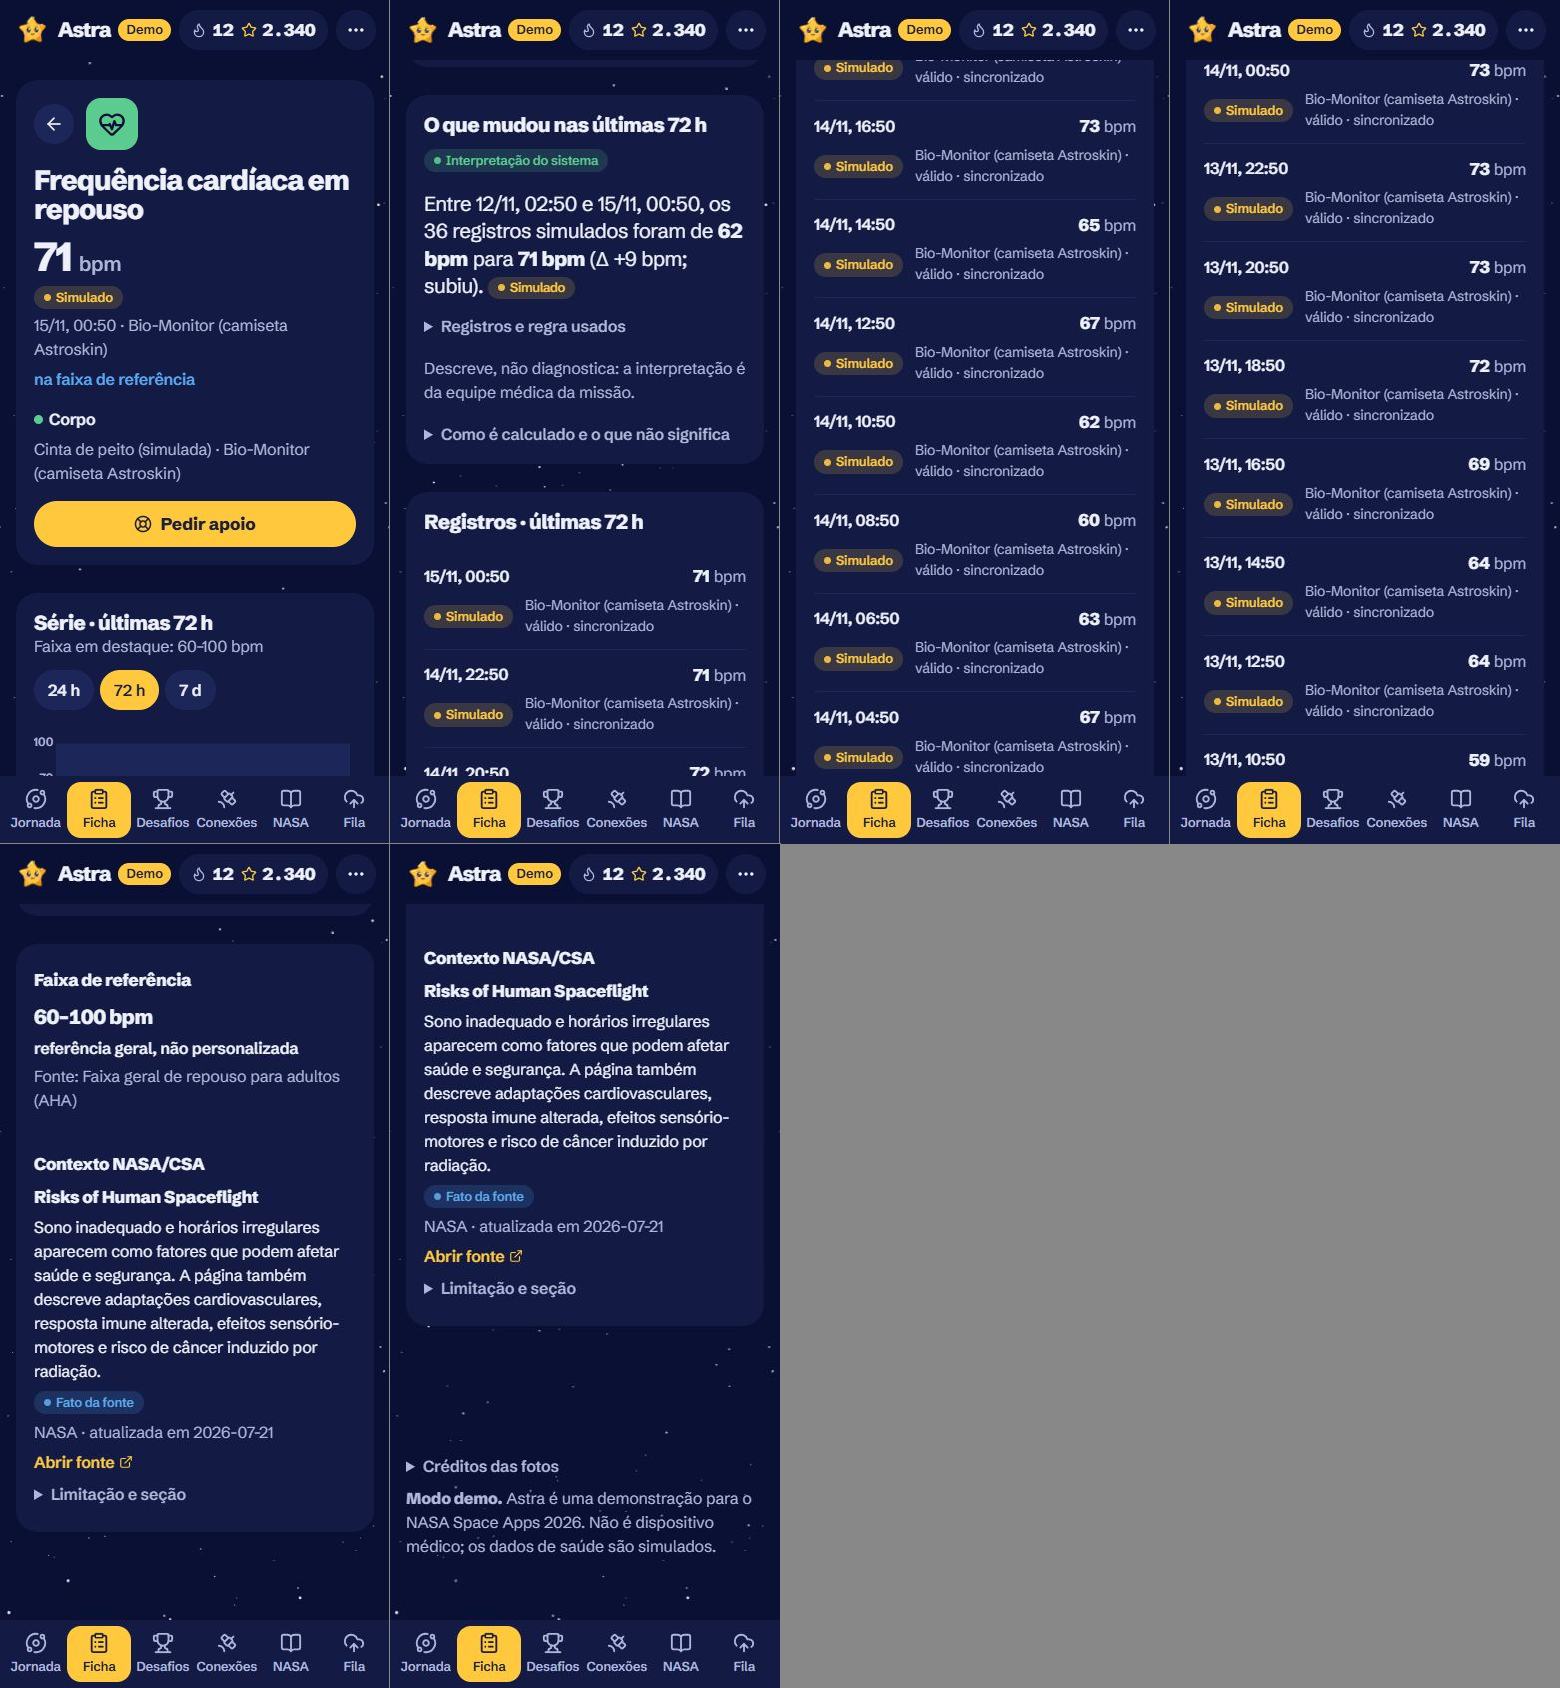 Astra Demo 12 2.340 ...
Frequência cardíaca em
repouso
71 bpm
Simulado
15/11, 00:50 · Bio-Monitor (camiseta
Astroskin)
na faixa de referência
Corpo
Cinta de peito (simulada) · Bio-Monitor
(camiseta Astroskin)
Pedir apoio
Série · últimas 72 h
Faixa em destaque: 60-100 bpm
24 h 72 h 7 d
100
Jornada Ficha Desafios Conexões NASA Fila
Astra Demo 12 2.340 ...
O que mudou nas últimas 72 h
Interpretação do sistema
Entre 12/11, 02:50 e 15/11, 00:50, os
36 registros simulados foram de 62
bpm para 71 bpm (Δ +9 bpm;
subiu). Simulado
Registros e regra usados
Descreve, não diagnostica: a interpretação é
da equipe médica da missão.
Como é calculado e o que não significa
Registros · últimas 72 h
15/11, 00:50 71 bpm
Simulado Bio-Monitor (camiseta Astroskin) ·
válido · sincronizado
14/11, 22:50 71 bpm
Simulado Bio-Monitor (camiseta Astroskin) ·
válido · sincronizado
14/11, 20:50 72 bpm
Jornada Ficha Desafios Conexões NASA Fila
Astra Demo 12 2.340 ...
Simulado Bio-Monitor (camiseta Astroskin) ·
válido · sincronizado
14/11, 16:50 73 bpm
Simulado Bio-Monitor (camiseta Astroskin) ·
válido · sincronizado
14/11, 14:50 65 bpm
Simulado Bio-Monitor (camiseta Astroskin) ·
válido · sincronizado
14/11, 12:50 67 bpm
Simulado Bio-Monitor (camiseta Astroskin) ·
válido · sincronizado
14/11, 10:50 62 bpm
Simulado Bio-Monitor (camiseta Astroskin) ·
válido · sincronizado
14/11, 08:50 60 bpm
Simulado Bio-Monitor (camiseta Astroskin) ·
válido · sincronizado
14/11, 06:50 63 bpm
Simulado Bio-Monitor (camiseta Astroskin) ·
válido · sincronizado
14/11, 04:50 67 bpm
Simulado Bio-Monitor (camiseta Astroskin) ·
válido · sincronizado
Jornada Ficha Desafios Conexões NASA Fila
Astra Demo 12 2.340 ...
14/11, 00:50 73 bpm
Simulado Bio-Monitor (camiseta Astroskin) ·
válido · sincronizado
13/11, 22:50 73 bpm
Simulado Bio-Monitor (camiseta Astroskin) ·
válido · sincronizado
13/11, 20:50 73 bpm
Simulado Bio-Monitor (camiseta Astroskin) ·
válido · sincronizado
13/11, 18:50 72 bpm
Simulado Bio-Monitor (camiseta Astroskin) ·
válido · sincronizado
13/11, 16:50 69 bpm
Simulado Bio-Monitor (camiseta Astroskin) ·
válido · sincronizado
13/11, 14:50 64 bpm
Simulado Bio-Monitor (camiseta Astroskin) ·
válido · sincronizado
13/11, 12:50 64 bpm
Simulado Bio-Monitor (camiseta Astroskin) ·
válido · sincronizado
13/11, 10:50 59 bpm
Jornada Ficha Desafios Conexões NASA Fila
Astra Demo 12 2.340 ...
Faixa de referência
60-100 bpm
referência geral, não personalizada
Fonte: Faixa geral de repouso para adultos
(AHA)
Contexto NASA/CSA
Risks of Human Spaceflight
Sono inadequado e horários irregulares
aparecem como fatores que podem afetar
saúde e segurança. A página também
descreve adaptações cardiovasculares,
resposta imune alterada, efeitos sensório-
motores e risco de câncer induzido por
radiação.
Fato da fonte
NASA · atualizada em 2026-07-21
Abrir fonte
Limitação e seção
Jornada Ficha Desafios Conexões NASA Fila
Astra Demo 12 2.340 ...
Contexto NASA/CSA
Risks of Human Spaceflight
Sono inadequado e horários irregulares
aparecem como fatores que podem afetar
saúde e segurança. A página também
descreve adaptações cardiovasculares,
resposta imune alterada, efeitos sensório-
motores e risco de câncer induzido por
radiação.
Fato da fonte
NASA · atualizada em 2026-07-21
Abrir fonte
Limitação e seção
Créditos das fotos
Modo demo. Astra é uma demonstração para o
NASA Space Apps 2026. Não é dispositivo
médico; os dados de saúde são simulados.
Jornada Ficha Desafios Conexões NASA Fila